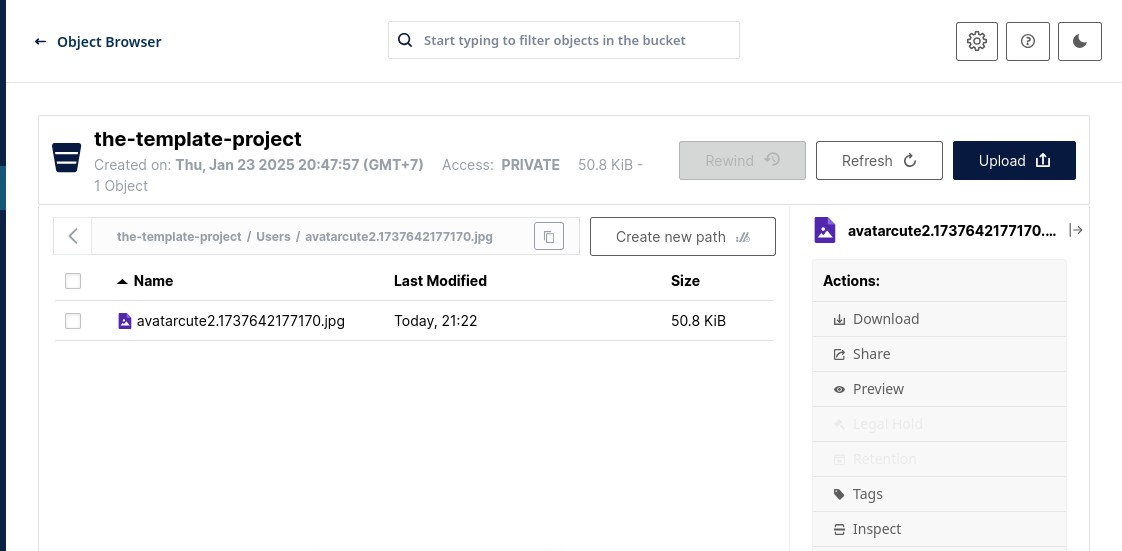 Object Browser
Start typing to filter objects in the bucket
the-template-project
Created on: Thu, Jan 23 2025 20:47:57 (GMT+7) Access: PRIVATE 50.8 KiB -
1 Object
Rewind
Refresh
Upload
the-template-project / Users / avatarcute2.1737642177170.jpg
Create new path
avatarcute2.1737642177170....
Name Last Modified Size
avatarcute2.1737642177170.jpg Today, 21:22 50.8 KiB
Actions:
Download
Share
Preview
Legal Hold
Retention
Tags
Inspect